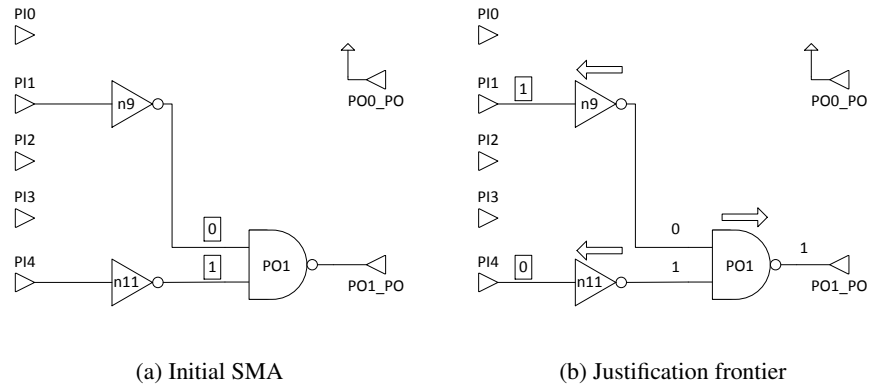 PI0
PI1
n9
PI2
PI3
PI4
n11
0
1
PO1
PO0_PO
PO1_PO
(a) Initial SMA
PI0
PI1
1
n9
PI2
PI3
PI4
0
n11
0
1
PO1
1
PO0_PO
PO1_PO
(b) Justification frontier